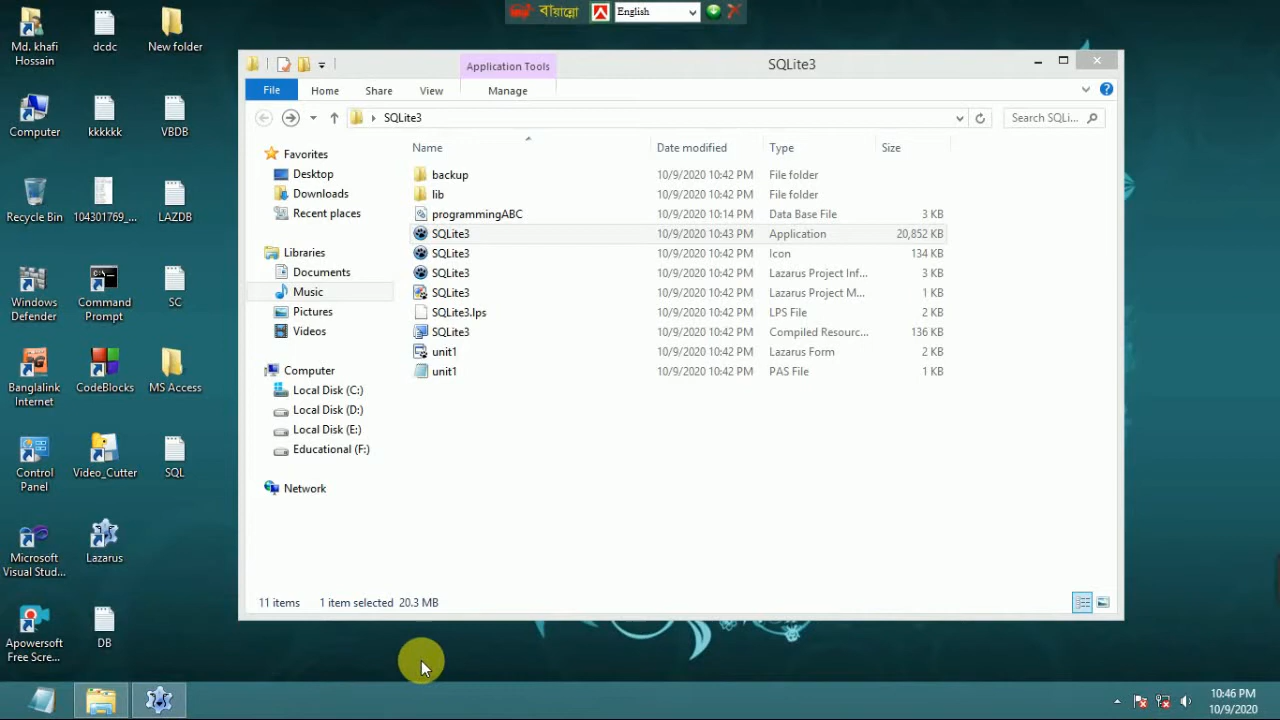 বায়ান্নো English
Md. khafi
Hossain
dcdc
New folder
Computer
kkkkkk
VBDB
Recycle Bin
104301769_...
LAZDB
Windows
Defender
Command
Prompt
SC
Banglalink
Internet
CodeBlocks
MS Access
Control
Panel
Video_Cutter
SQL
Microsoft
Visual Stud...
Lazarus
Apowersoft
Free Scre...
DB
Application Tools
SQLite3
File Home Share View Manage
SQLite3
Search SQLi...
Favorites
Desktop
Downloads
Recent places
Libraries
Documents
Music
Pictures
Videos
Computer
Local Disk (C:)
Local Disk (D:)
Local Disk (E:)
Educational (F:)
Network
Name Date modified Type Size
backup 10/9/2020 10:42 PM File folder
lib 10/9/2020 10:42 PM File folder
programmingABC 10/9/2020 10:14 PM Data Base File 3 KB
SQLite3 10/9/2020 10:43 PM Application 20,852 KB
SQLite3 10/9/2020 10:42 PM Icon 134 KB
SQLite3 10/9/2020 10:42 PM Lazarus Project Inf... 3 KB
SQLite3 10/9/2020 10:42 PM Lazarus Project M... 1 KB
SQLite3.lps 10/9/2020 10:42 PM LPS File 2 KB
SQLite3 10/9/2020 10:42 PM Compiled Resourc... 136 KB
unit1 10/9/2020 10:42 PM Lazarus Form 2 KB
unit1 10/9/2020 10:42 PM PAS File 1 KB
11 items 1 item selected 20.3 MB
10:46 PM
10/9/2020